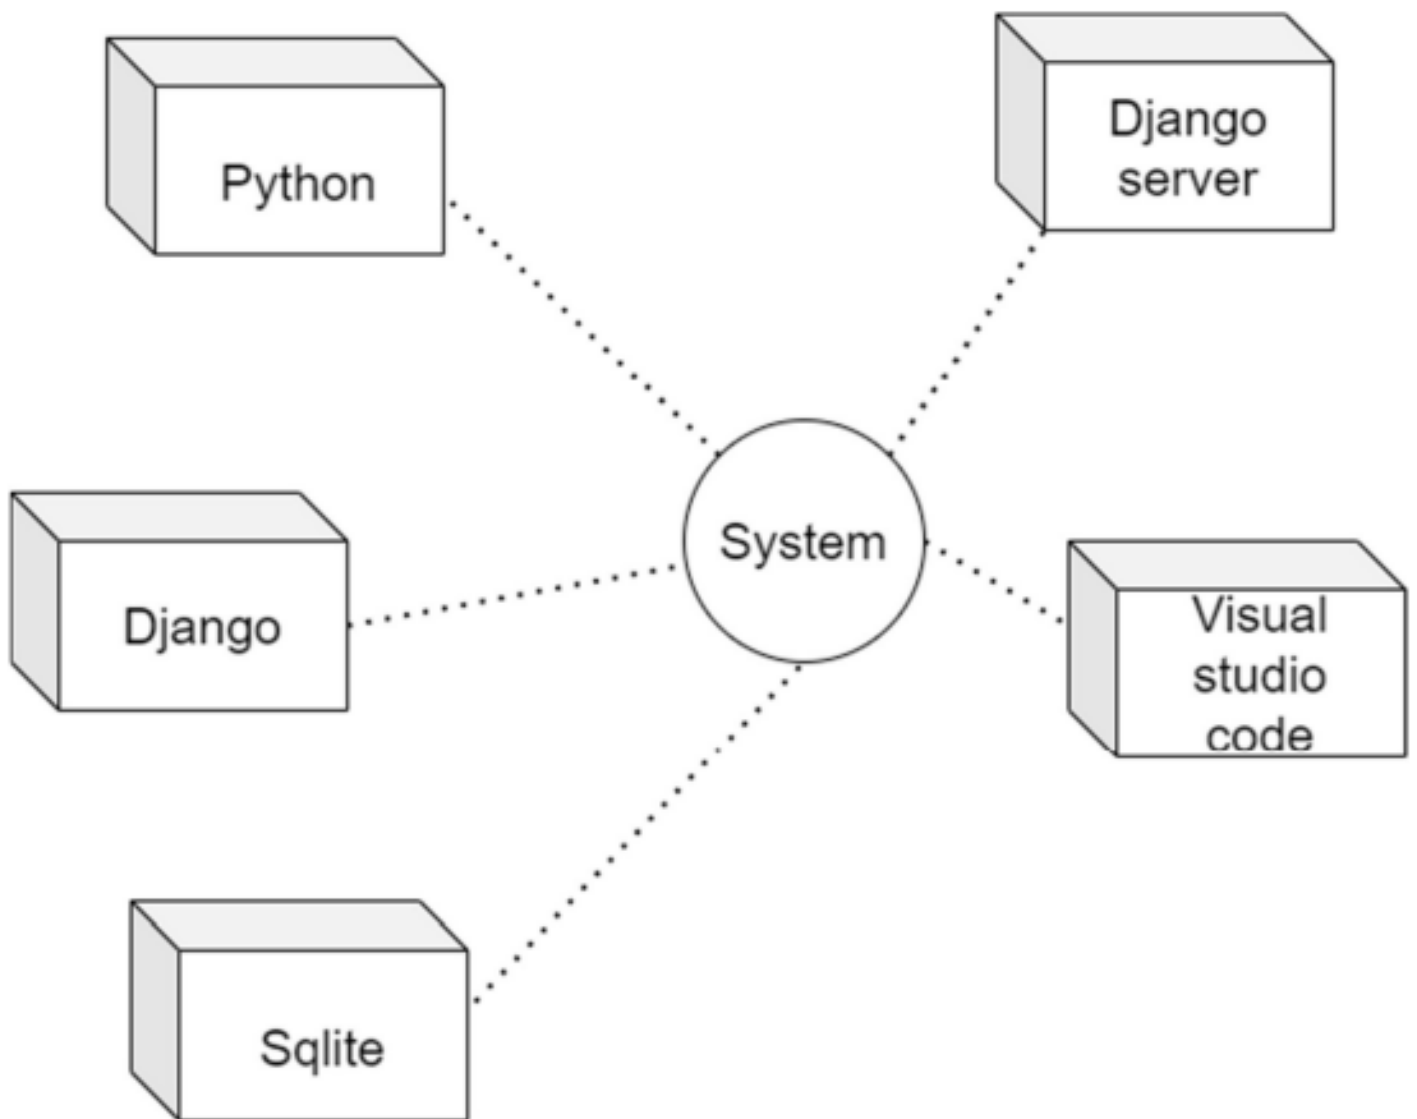 Python
Django
server
System
Django
Visual
studio
code
Sqlite